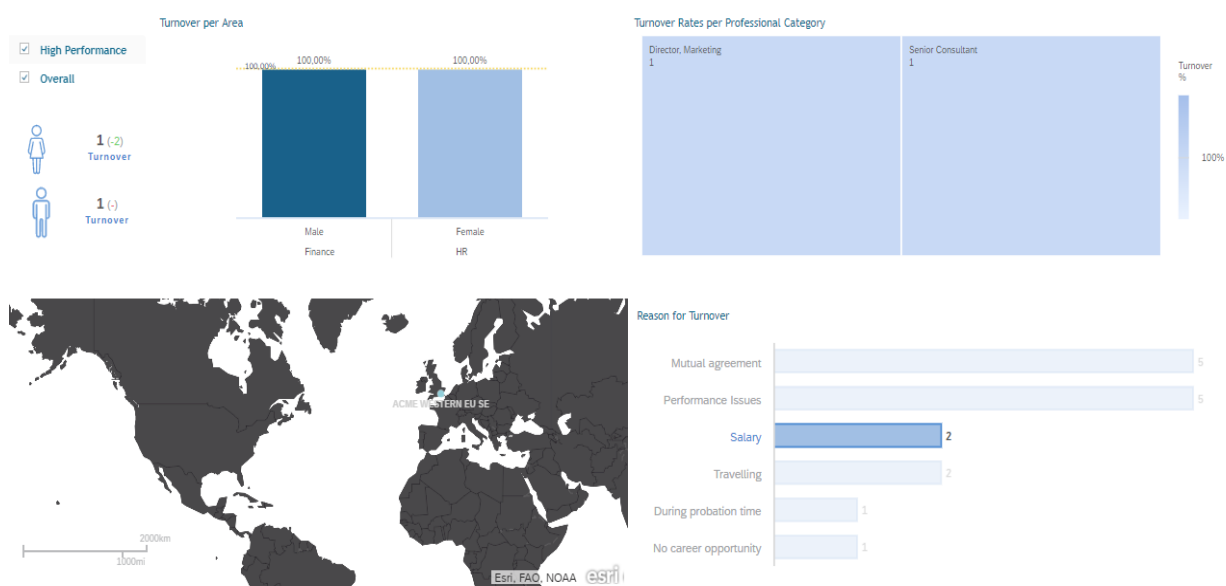 Turnover per Area
High Performance
Overall
1 (-2)
Turnover
1 (-)
Turnover
100,00%
100,00%
100,00%
Male
Female
Finance
HR
Turnover Rates per Professional Category
Director, Marketing
1
Senior Consultant
1
Turnover
%
100%
ACME WESTERN EU SE
2000km
1000mi
Esri, FAO, NOAA
esri
Reason for Turnover
Mutual agreement
5
Performance Issues
5
Salary
2
Travelling
2
During probation time
1
No career opportunity
1